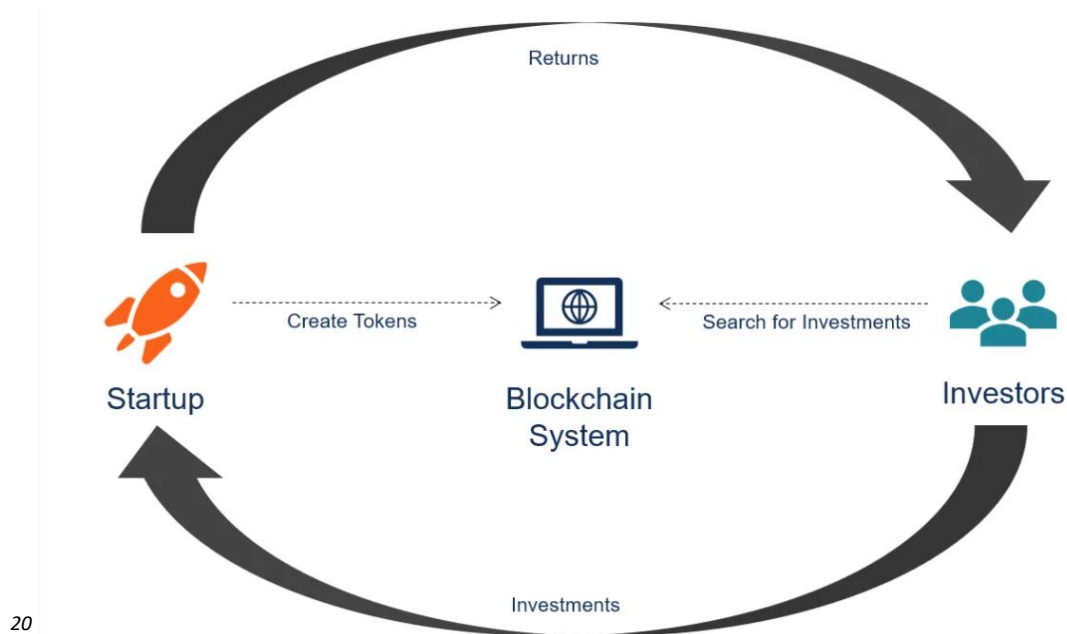 Returns
Create Tokens
Search for Investments
Startup
Blockchain
System
Investors
Investments
20